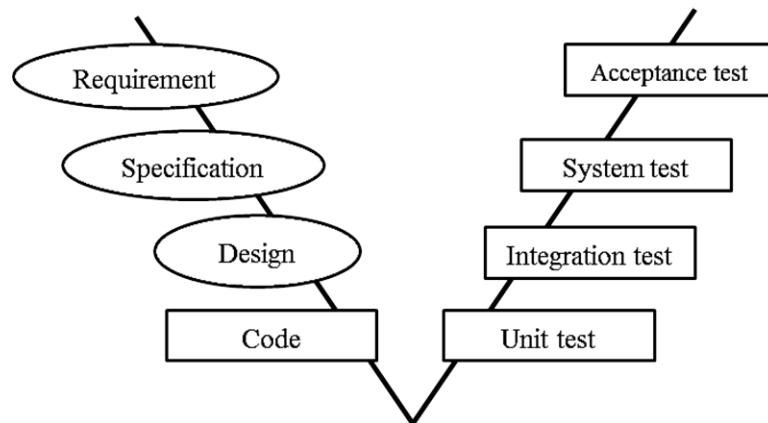 Requirement
Acceptance test
Specification
System test
Design
Integration test
Code
Unit test